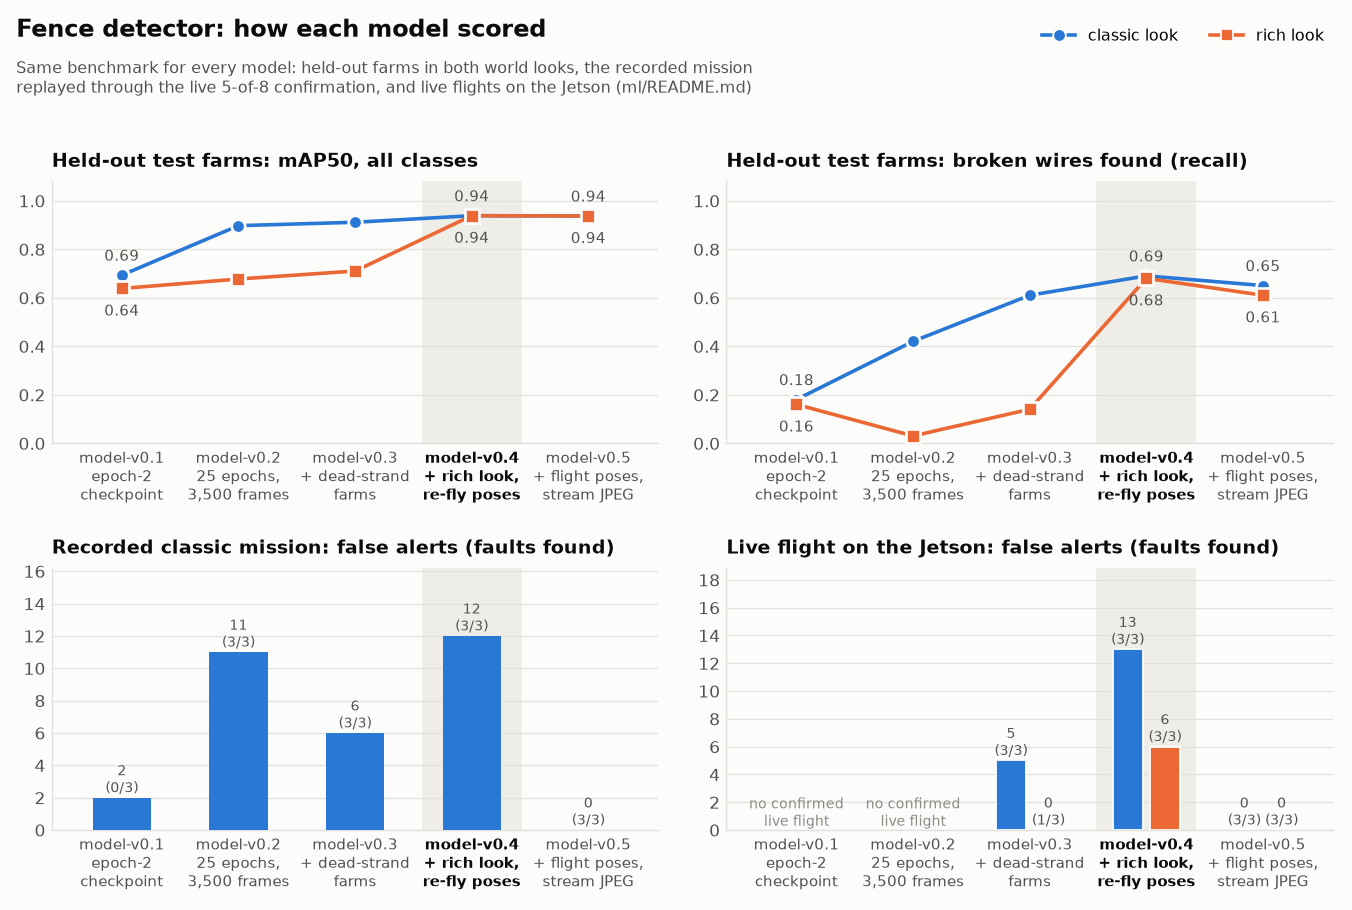 Fence detector: how each model scored
classic look
rich look
Same benchmark for every model: held-out farms in both world looks, the recorded mission
replayed through the live 5-of-8 confirmation, and live flights on the Jetson (ml/README.md)
Held-out test farms: mAP50, all classes
1.0
0.8
0.6
0.4
0.2
0.0
0.69
0.64
0.94
0.94
0.94
0.94
model-v0.1
epoch-2
checkpoint
model-v0.2
25 epochs,
3,500 frames
model-v0.3
+ dead-strand
farms
model-v0.4
+ rich look,
re-fly poses
model-v0.5
+ flight poses,
stream JPEG
Held-out test farms: broken wires found (recall)
1.0
0.8
0.6
0.4
0.2
0.0
0.18
0.16
0.69
0.68
0.65
0.61
model-v0.1
epoch-2
checkpoint
model-v0.2
25 epochs,
3,500 frames
model-v0.3
+ dead-strand
farms
model-v0.4
+ rich look,
re-fly poses
model-v0.5
+ flight poses,
stream JPEG
Recorded classic mission: false alerts (faults found)
16
14
12
10
8
6
4
2
0
2
(0/3)
11
(3/3)
6
(3/3)
12
(3/3)
0
(3/3)
model-v0.1
epoch-2
checkpoint
model-v0.2
25 epochs,
3,500 frames
model-v0.3
+ dead-strand
farms
model-v0.4
+ rich look,
re-fly poses
model-v0.5
+ flight poses,
stream JPEG
Live flight on the Jetson: false alerts (faults found)
18
16
14
12
10
8
6
4
2
0
no confirmed
live flight
no confirmed
live flight
5
(3/3)
0
(1/3)
13
(3/3)
6
(3/3)
0
(3/3)
0
(3/3)
model-v0.1
epoch-2
checkpoint
model-v0.2
25 epochs,
3,500 frames
model-v0.3
+ dead-strand
farms
model-v0.4
+ rich look,
re-fly poses
model-v0.5
+ flight poses,
stream JPEG